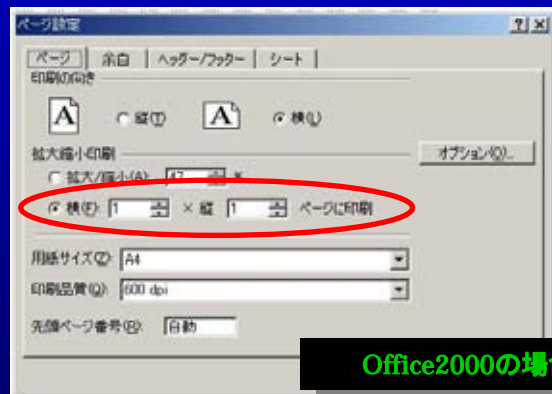 ページ設定
ページ 余白 ヘッダー/フッター シート
印刷の向き
A 縦(T) A 横(L)
拡大縮小印刷
オプション(O)...
拡大/縮小(A): 47 %
横(F): 1 × 縦 1 ページに印刷
用紙サイズ(Z): A4
印刷品質(Q): 600 dpi
先頭ページ番号(R): 自動
Office2000の場